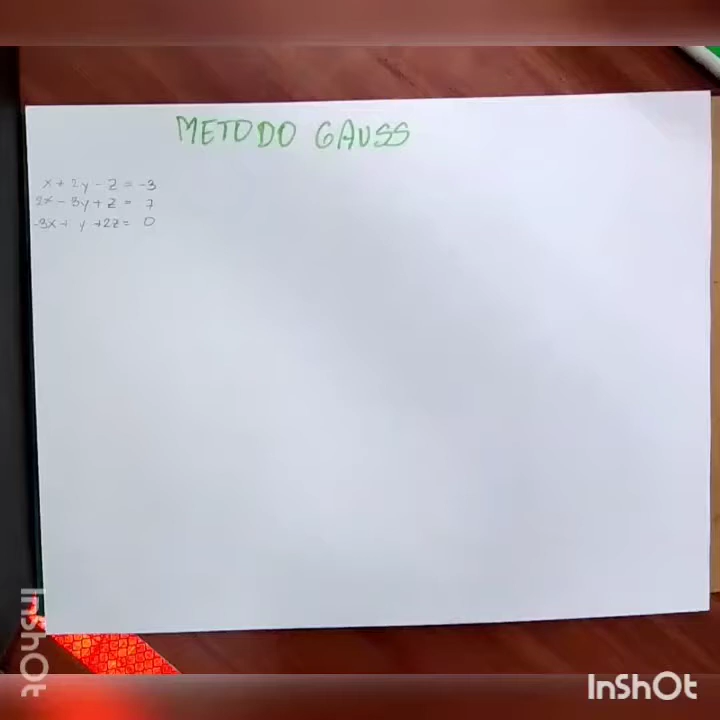 METODO GAUSS
x + 2y - z = -3
2x - 3y + z = 7
-3x + y + 2z = 0
InShOt
InShOt